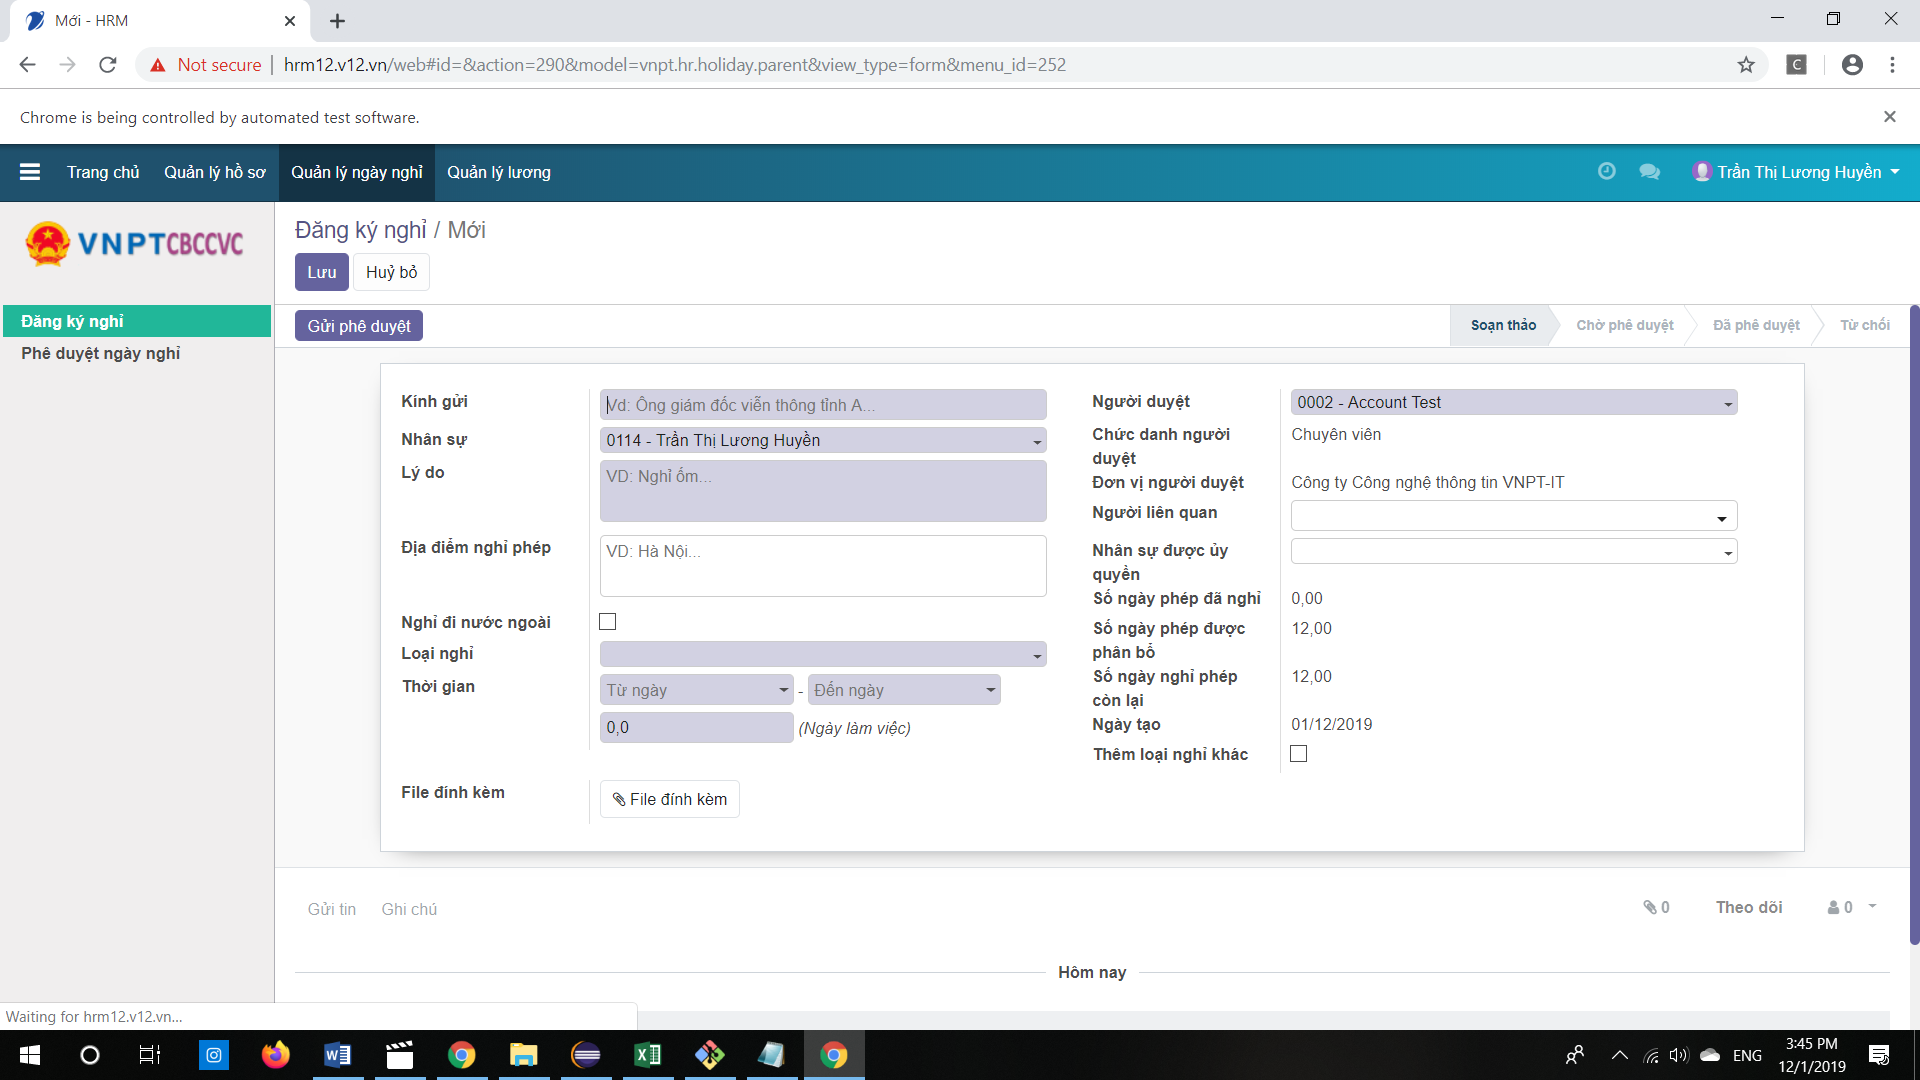 Mới - HRM
Not secure
hrm12.v12.vn/web#id=&action=290&model=vnpt.hr.holiday.parent&view_type=form&menu_id=252
C
Chrome is being controlled by automated test software.
Trang chủ
Quản lý hồ sơ
Quản lý ngày nghỉ
Quản lý lương
Trần Thị Lương Huyền
VNPTCBCCVC
Đăng ký nghỉ
Phê duyệt ngày nghỉ
Đăng ký nghỉ / Mới
Lưu
Huỷ bỏ
Gửi phê duyệt
Soạn thảo
Chờ phê duyệt
Đã phê duyệt
Từ chối
Kính gửi
Vd: Ông giám đốc viễn thông tỉnh A...
Nhân sự
0114 - Trần Thị Lương Huyền
Lý do
VD: Nghỉ ốm...
Địa điểm nghỉ phép
VD: Hà Nội...
Nghỉ đi nước ngoài
Loại nghỉ
Thời gian
Từ ngày
-
Đến ngày
0,0
(Ngày làm việc)
File đính kèm
File đính kèm
Người duyệt
0002 - Account Test
Chức danh người
duyệt
Chuyên viên
Đơn vị người duyệt
Công ty Công nghệ thông tin VNPT-IT
Người liên quan
Nhân sự được ủy
quyền
Số ngày phép đã nghỉ
0,00
Số ngày phép được
phân bổ
12,00
Số ngày nghỉ phép
còn lại
12,00
Ngày tạo
01/12/2019
Thêm loại nghỉ khác
Gửi tin
Ghi chú
0
Theo dõi
0
Hôm nay
Waiting for hrm12.v12.vn...
ENG
3:45 PM
12/1/2019